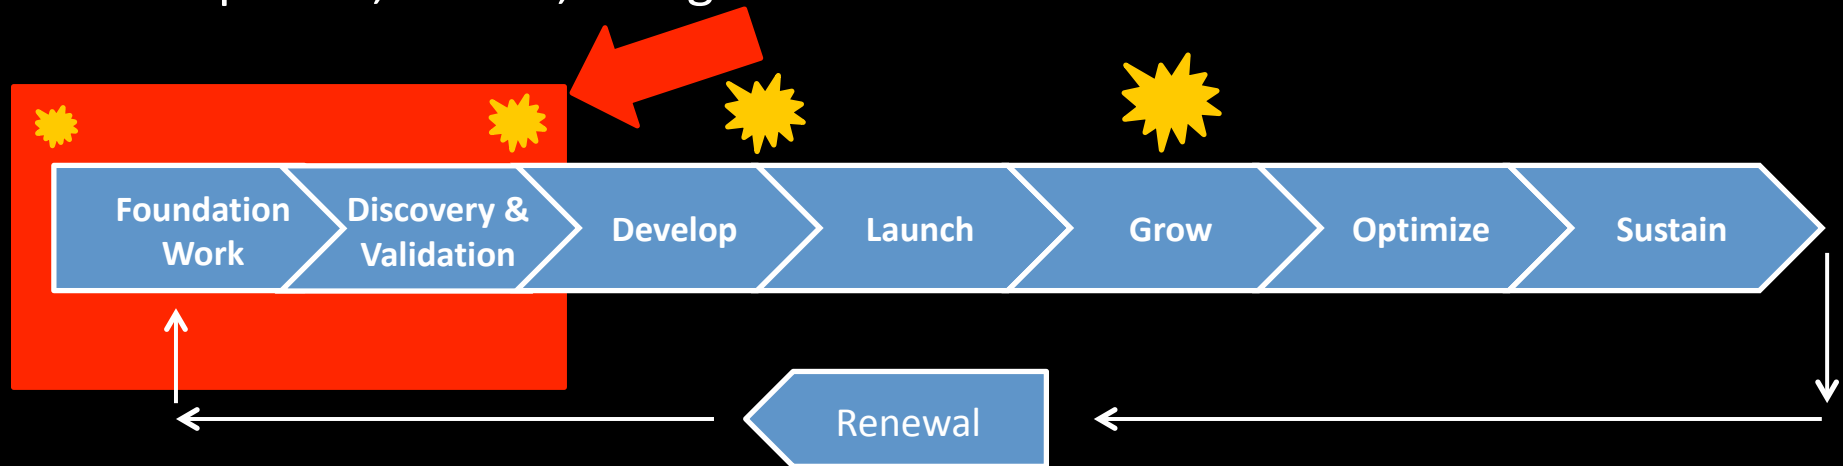 Foundation
Work
Discovery &
Validation
Develop
Launch
Grow
Optimize
Sustain
Renewal